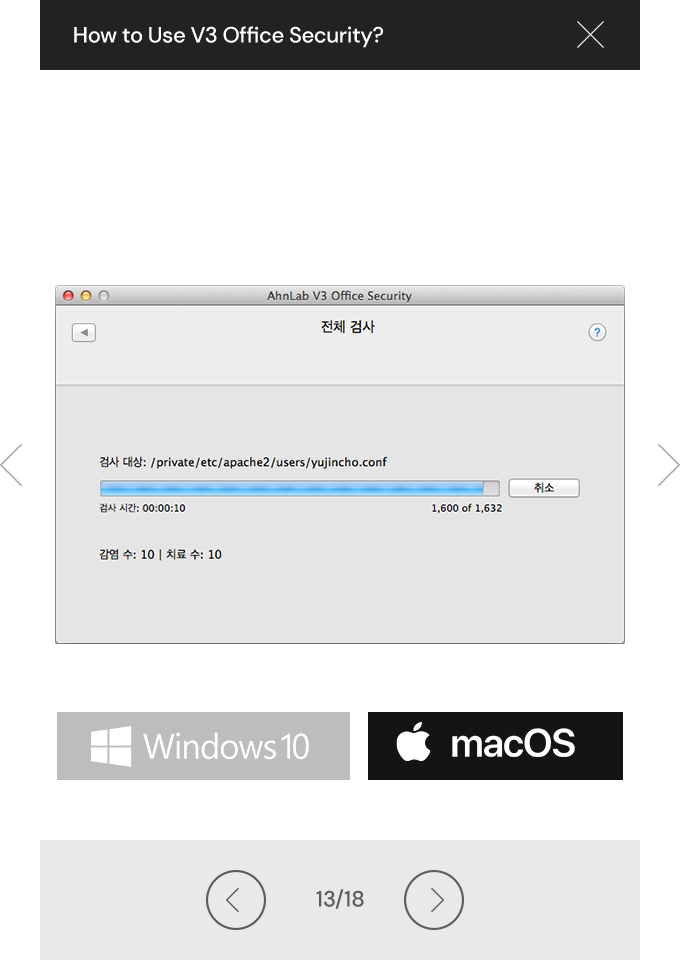 How to Use V3 Office Security?
AhnLab V3 Office Security
전체 검사
?
검사 대상: /private/etc/apache2/users/yujincho.conf
취소
검사 시간: 00:00:10 1,600 of 1,632
감염 수: 10 | 치료 수: 10
Windows 10 macOS
13/18